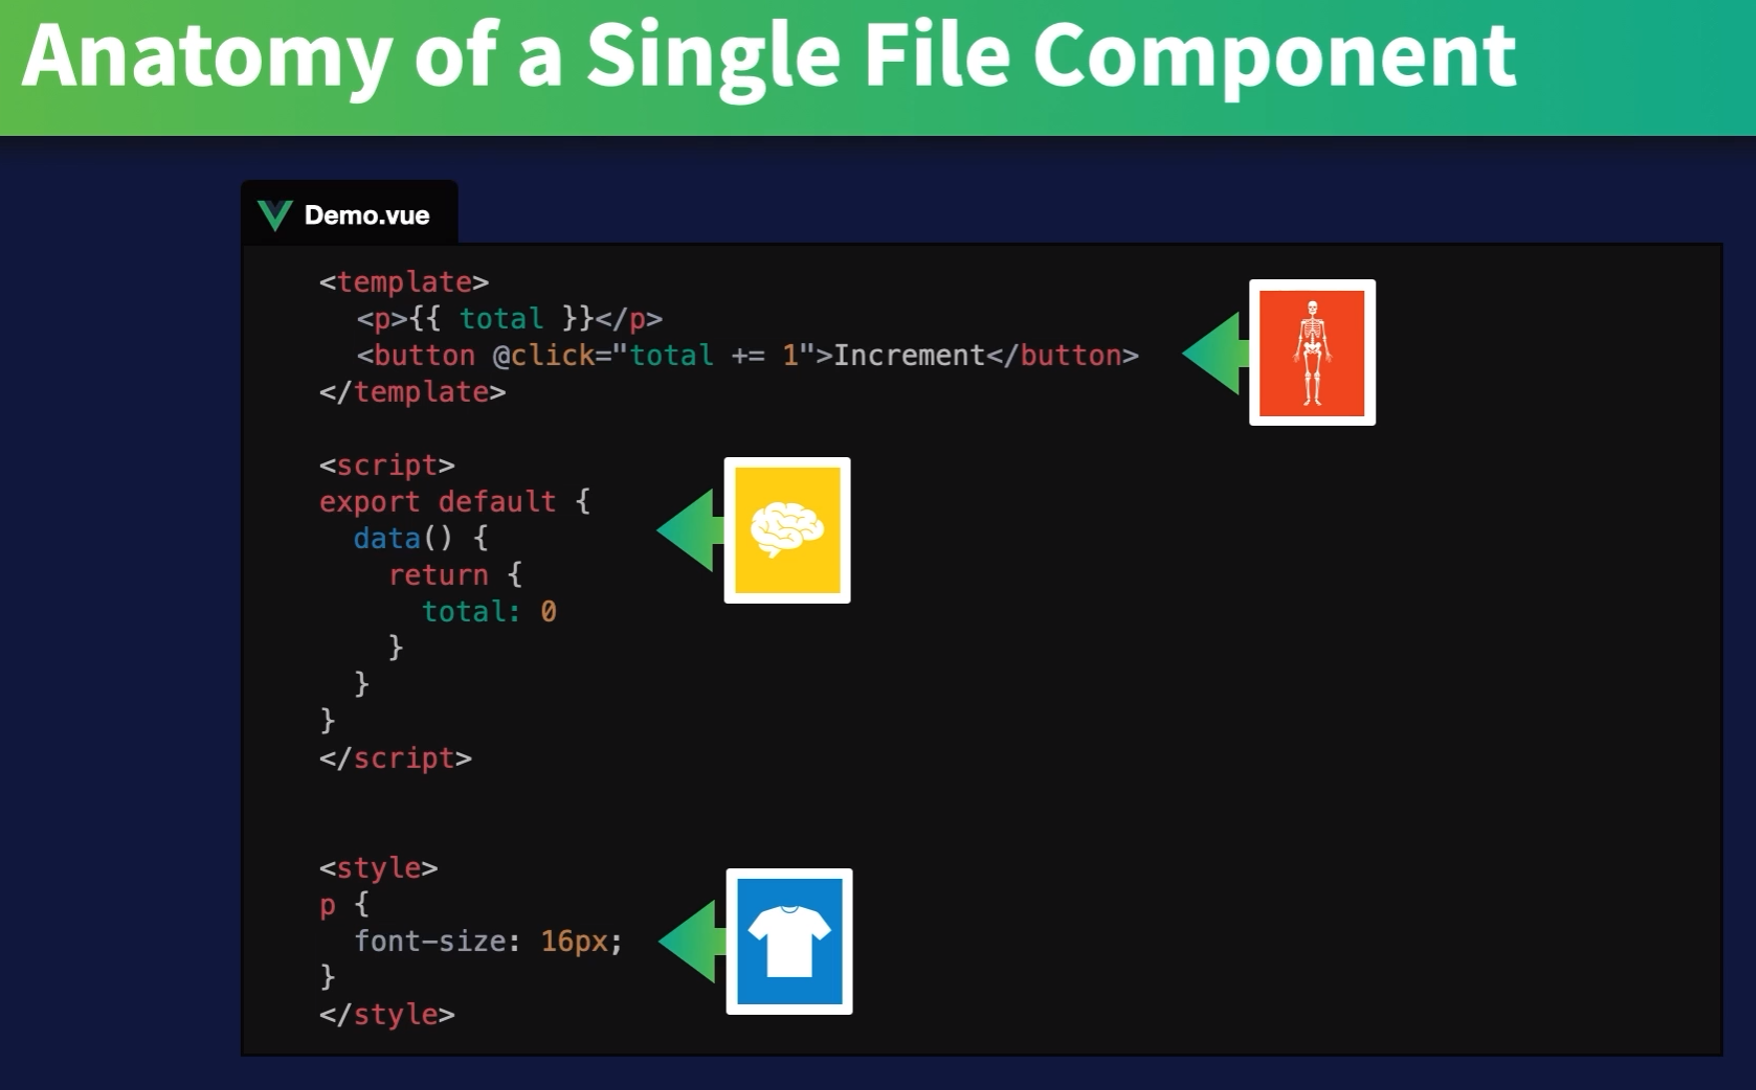 Anatomy of a Single File Component
Demo.vue
<template>
<p>{{ total }}</p>
<button @click="total += 1">Increment</button>
</template>
<script>
export default {
data() {
return {
total: 0
}
}
}
</script>
<style>
p {
font-size: 16px;
}
</style>